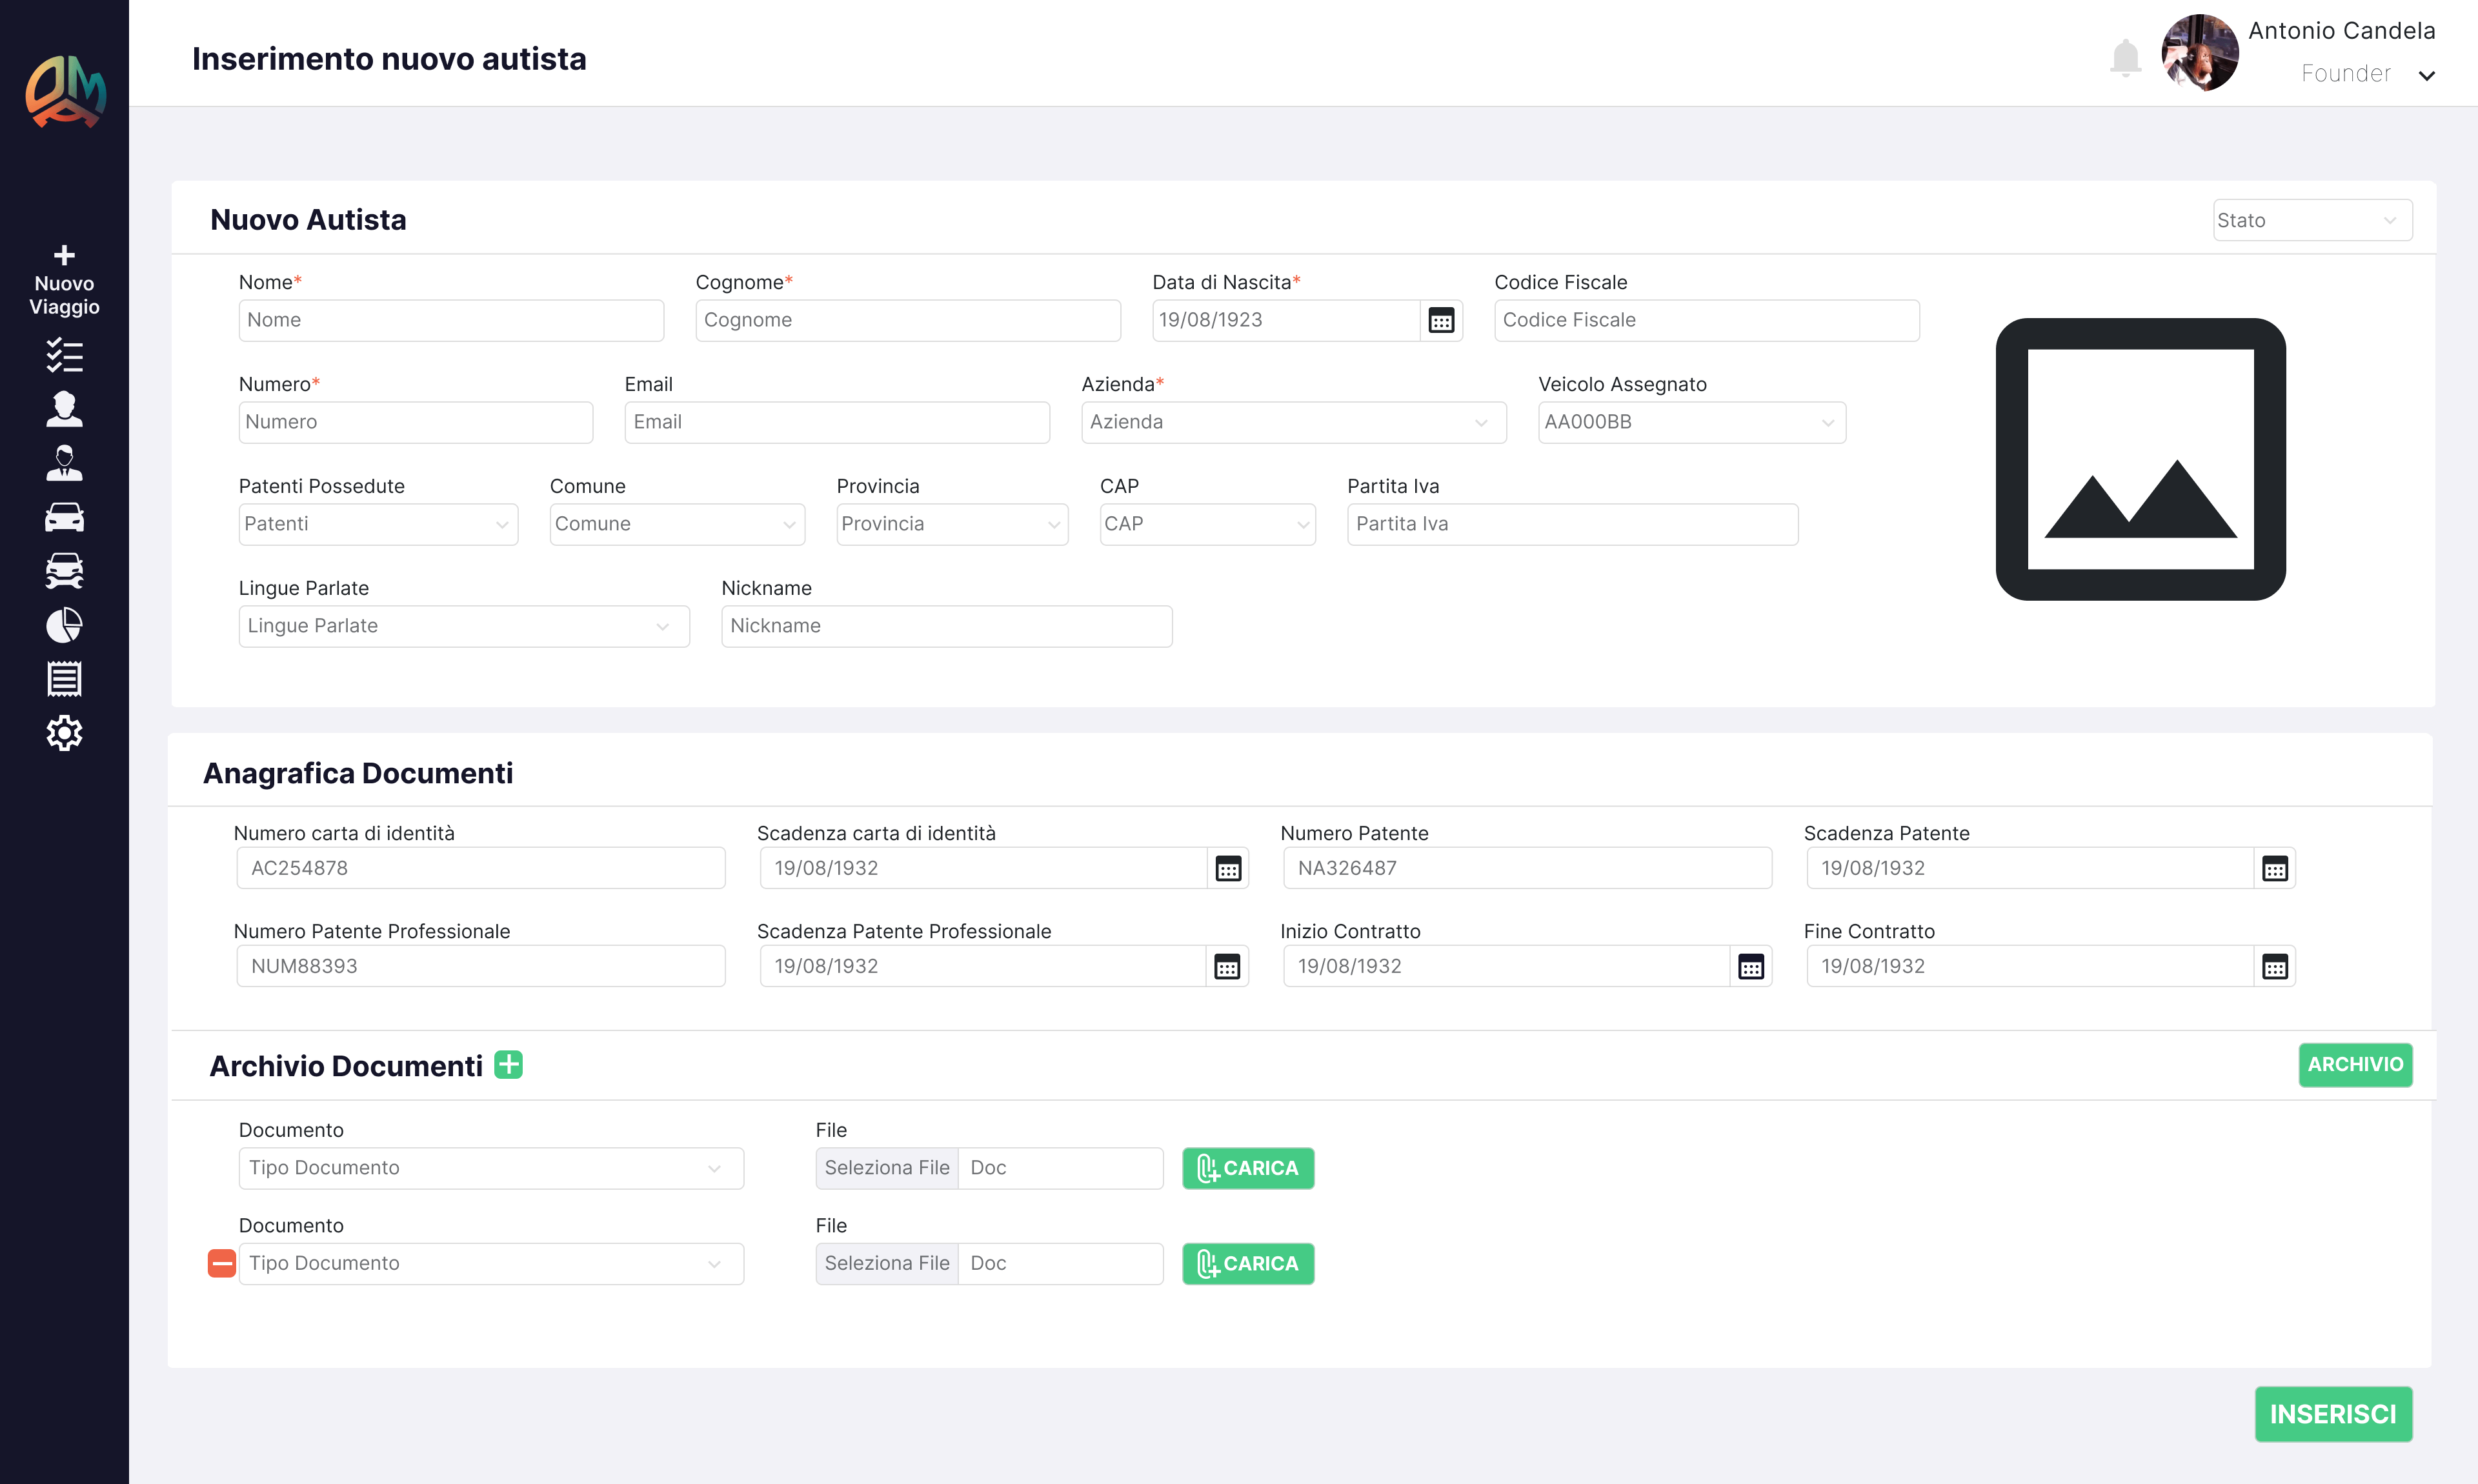 Inserimento nuovo autista
Antonio Candela
Founder
Nuovo
Viaggio
Nuovo Autista
Stato
Nome*
Cognome*
Data di Nascita*
Codice Fiscale
Nome
Cognome
19/08/1923
Codice Fiscale
Numero*
Email
Azienda*
Veicolo Assegnato
Numero
Email
Azienda
AA000BB
Patenti Possedute
Comune
Provincia
CAP
Partita Iva
Patenti
Comune
Provincia
CAP
Partita Iva
Lingue Parlate
Nickname
Lingue Parlate
Nickname
Anagrafica Documenti
Numero carta di identità
Scadenza carta di identità
Numero Patente
Scadenza Patente
AC254878
19/08/1932
NA326487
19/08/1932
Numero Patente Professionale
Scadenza Patente Professionale
Inizio Contratto
Fine Contratto
NUM88393
19/08/1932
19/08/1932
19/08/1932
Archivio Documenti
ARCHIVIO
Documento
File
Tipo Documento
Seleziona File
Doc
CARICA
Documento
File
Tipo Documento
Seleziona File
Doc
CARICA
INSERISCI